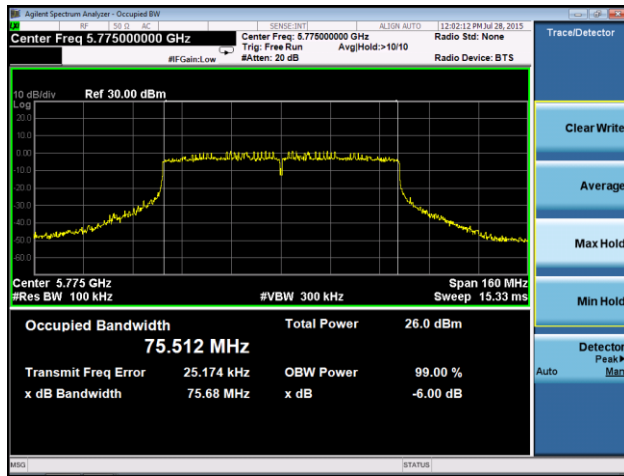 Agilent Spectrum Analyzer - Occupied BW
RF 50 Ω AC SENSE:INT ALIGN AUTO 12:02:12 PM Jul 28, 2015
Center Freq 5.775000000 GHz Center Freq: 5.775000000 GHz Radio Std: None
Trig: Free Run Avg|Hold:>10/10
#IFGain:Low #Atten: 20 dB Radio Device: BTS
Trace/Detector
10 dB/div Ref 30.00 dBm
Log
20.0
10.0
0.00
-10.0
-20.0
-30.0
-40.0
-50.0
-60.0
Center 5.775 GHz Span 160 MHz
#Res BW 100 kHz #VBW 300 kHz Sweep 15.33 ms
Occupied Bandwidth Total Power 26.0 dBm
75.512 MHz
Transmit Freq Error 25.174 kHz OBW Power 99.00 %
x dB Bandwidth 75.68 MHz x dB -6.00 dB
Clear Write
Average
Max Hold
Min Hold
Detector
Peak
Auto Man
MSG STATUS